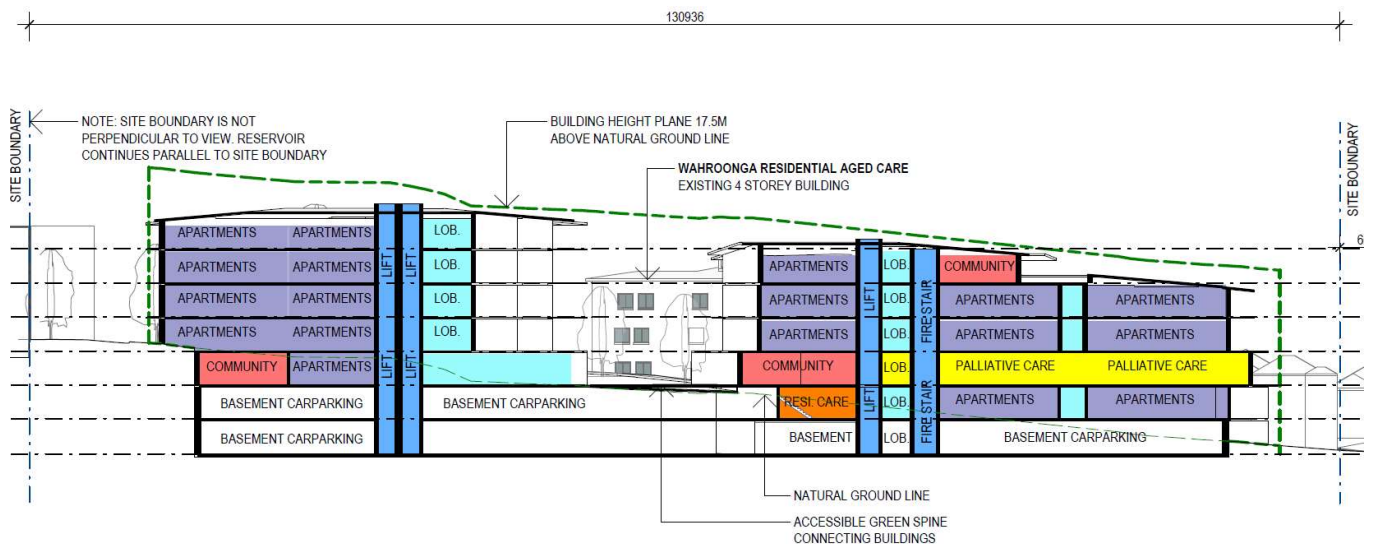 130936
SITE BOUNDARY
NOTE: SITE BOUNDARY IS NOT
PERPENDICULAR TO VIEW. RESERVOIR
CONTINUES PARALLEL TO SITE BOUNDARY
BUILDING HEIGHT PLANE 17.5M
ABOVE NATURAL GROUND LINE
WAHROONGA RESIDENTIAL AGED CARE
EXISTING 4 STOREY BUILDING
SITE BOUNDARY
6
APARTMENTS APARTMENTS LOB.
APARTMENTS APARTMENTS LIFT LIFT LOB. APARTMENTS LOB. COMMUNITY
APARTMENTS APARTMENTS LOB. APARTMENTS LIFT LOB. FIRE STAIR APARTMENTS APARTMENTS
APARTMENTS APARTMENTS LOB. APARTMENTS LOB. APARTMENTS APARTMENTS
COMMUNITY APARTMENTS LIFT LIFT COMMUNITY LOB. PALLIATIVE CARE PALLIATIVE CARE
BASEMENT CARPARKING BASEMENT CARPARKING RESI. CARE LIFT LOB. FIRE STAIR APARTMENTS APARTMENTS
BASEMENT CARPARKING BASEMENT LOB. BASEMENT CARPARKING
NATURAL GROUND LINE
ACCESSIBLE GREEN SPINE
CONNECTING BUILDINGS